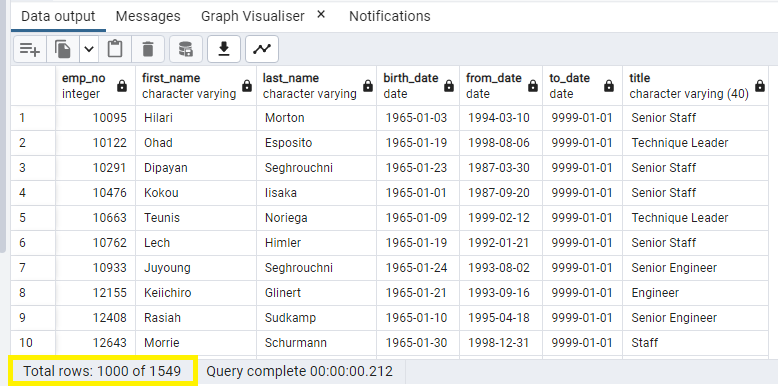 Data output Messages Graph Visualiser × Notifications
emp_no first_name last_name birth_date from_date to_date title
integer character varying character varying date date date character varying (40)
1 10095 Hilari Morton 1965-01-03 1994-03-10 9999-01-01 Senior Staff
2 10122 Ohad Esposito 1965-01-19 1998-08-06 9999-01-01 Technique Leader
3 10291 Dipayan Seghrouchni 1965-01-23 1987-03-30 9999-01-01 Senior Staff
4 10476 Kokou Iisaka 1965-01-01 1987-09-20 9999-01-01 Senior Staff
5 10663 Teunis Noriega 1965-01-09 1999-02-12 9999-01-01 Technique Leader
6 10762 Lech Himler 1965-01-19 1992-01-21 9999-01-01 Senior Staff
7 10933 Juyoung Seghrouchni 1965-01-24 1993-08-02 9999-01-01 Senior Engineer
8 12155 Keiichiro Glinert 1965-01-21 1993-09-16 9999-01-01 Engineer
9 12408 Rasiah Sudkamp 1965-01-10 1995-04-18 9999-01-01 Senior Engineer
10 12643 Morrie Schurmann 1965-01-30 1998-12-31 9999-01-01 Staff
Total rows: 1000 of 1549 Query complete 00:00:00.212